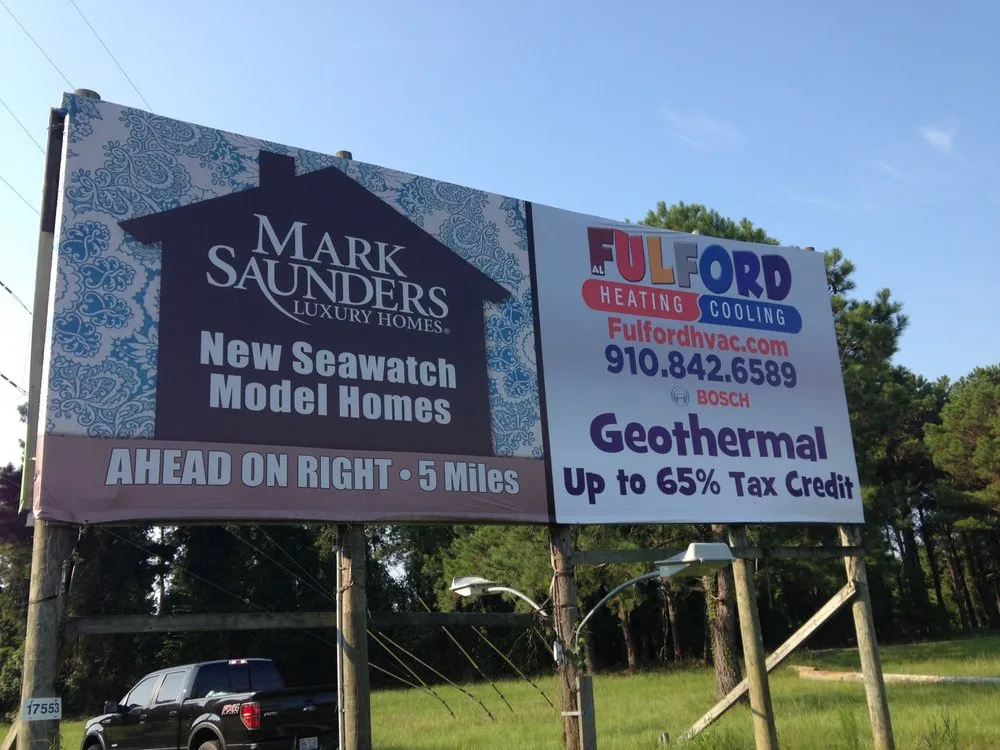 MARK
SAUNDERS
LUXURY HOMES®
New Seawatch
Model Homes
AHEAD ON RIGHT • 5 Miles
AL FULFORD
HEATING COOLING
Fulfordhvac.com
910.842.6589
BOSCH
Geothermal
Up to 65% Tax Credit
17553